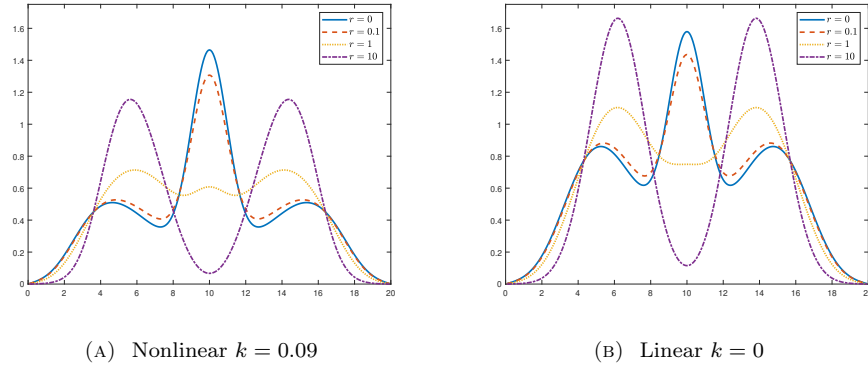 1.6
1.4
1.2
1
0.8
0.6
0.4
0.2
0
0 2 4 6 8 10 12 14 16 18 20
r = 0
r = 0.1
r = 1
r = 10
(A) Nonlinear k = 0.09
1.6
1.4
1.2
1
0.8
0.6
0.4
0.2
0
0 2 4 6 8 10 12 14 16 18 20
r = 0
r = 0.1
r = 1
r = 10
(B) Linear k = 0